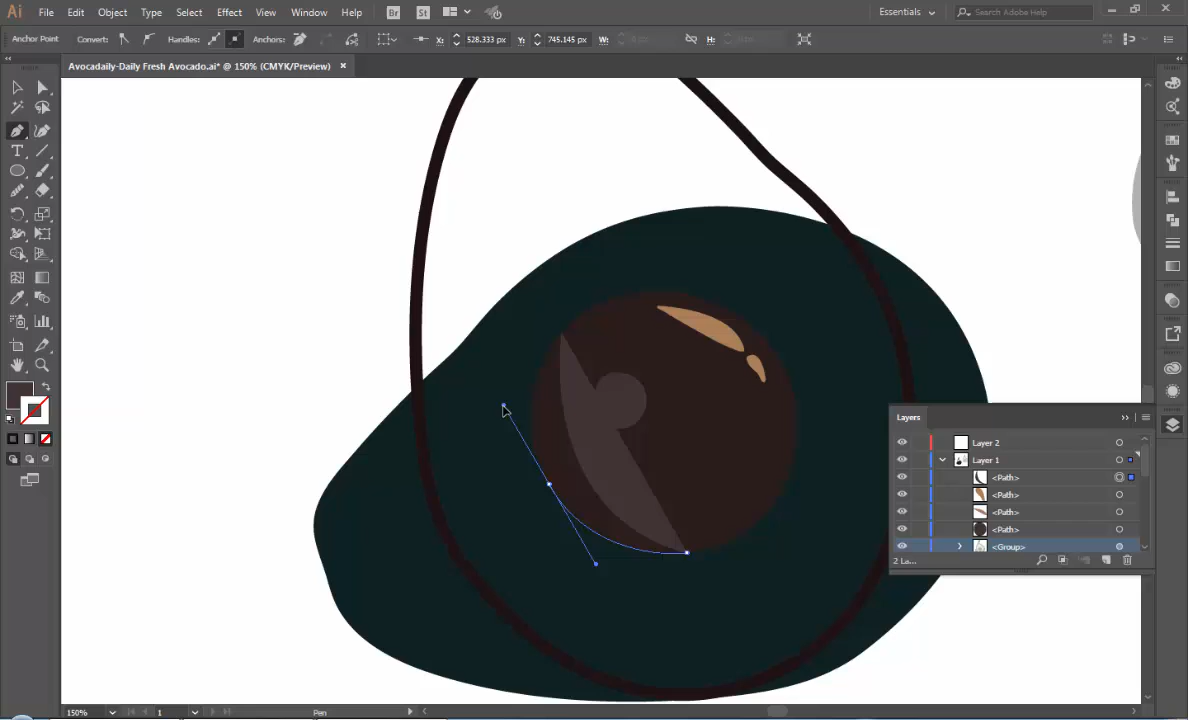 Ai File Edit Object Type Select Effect View Window Help Br St Essentials Search Adobe Help
Anchor Point Convert: Handles: Anchors: X: 528.333 px Y: 745.145 px W: H:
Avocadaily-Daily Fresh Avocado.ai* @ 150% (CMYK/Preview) ×
Layers
Layer 2
Layer 1
<Path>
<Path>
<Path>
<Path>
<Group>
2 La...
150% 1 Pen